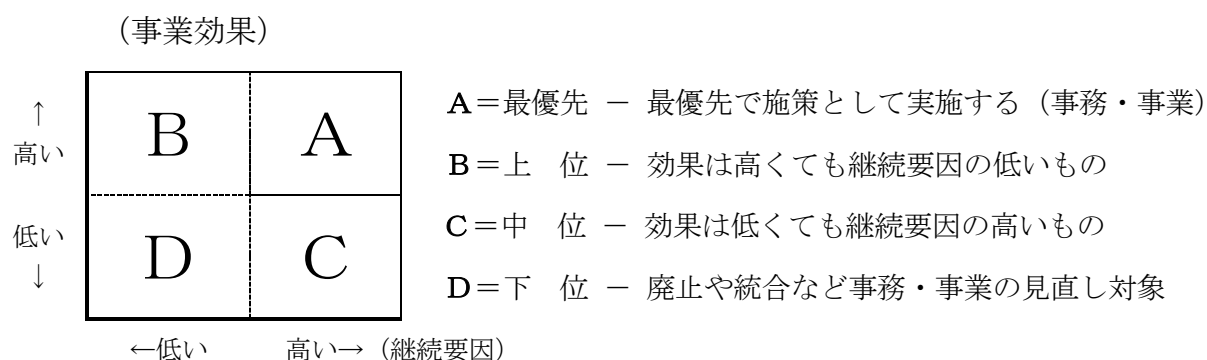 （事業効果）
↑
高い
低い
↓
B A
D C
←低い 高い→（継続要因）
A＝最優先 － 最優先で施策として実施する（事務・事業）
B＝上　位 － 効果は高くても継続要因の低いもの
C＝中　位 － 効果は低くても継続要因の高いもの
D＝下　位 － 廃止や統合など事務・事業の見直し対象